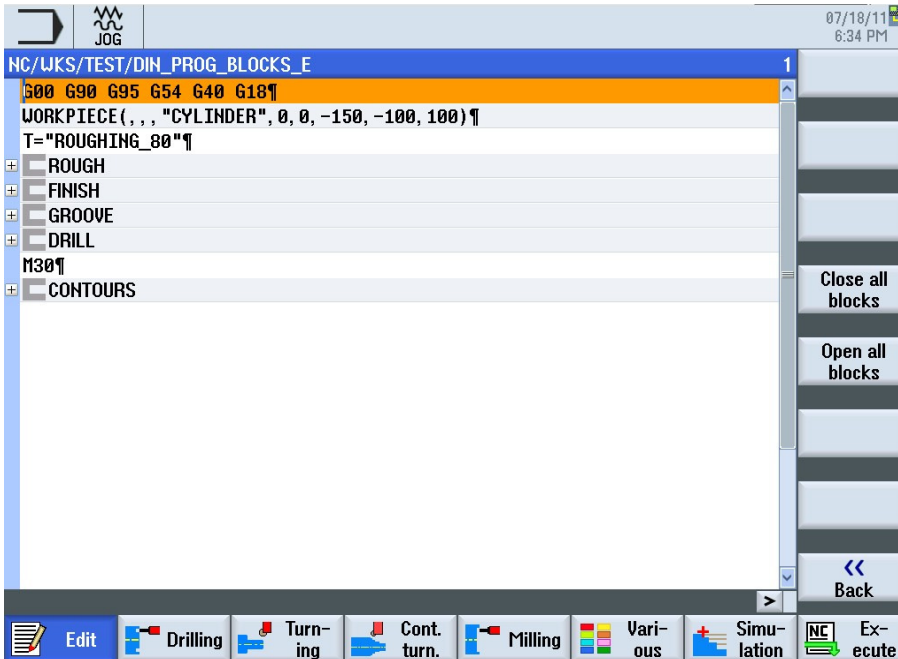 JOG
07/18/11
6:34 PM
NC/WKS/TEST/DIN_PROG_BLOCKS_E 1
G00 G90 G95 G54 G40 G18¶
WORKPIECE(,,,"CYLINDER",0,0,-150,-100,100)¶
T="ROUGHING_80"¶
ROUGH
FINISH
GROOVE
DRILL
M30¶
CONTOURS
Close all
blocks
Open all
blocks
<<
Back
>
Edit
Drilling
Turn-
ing
Cont.
turn.
Milling
Vari-
ous
Simu-
lation
NC
Ex-
ecute